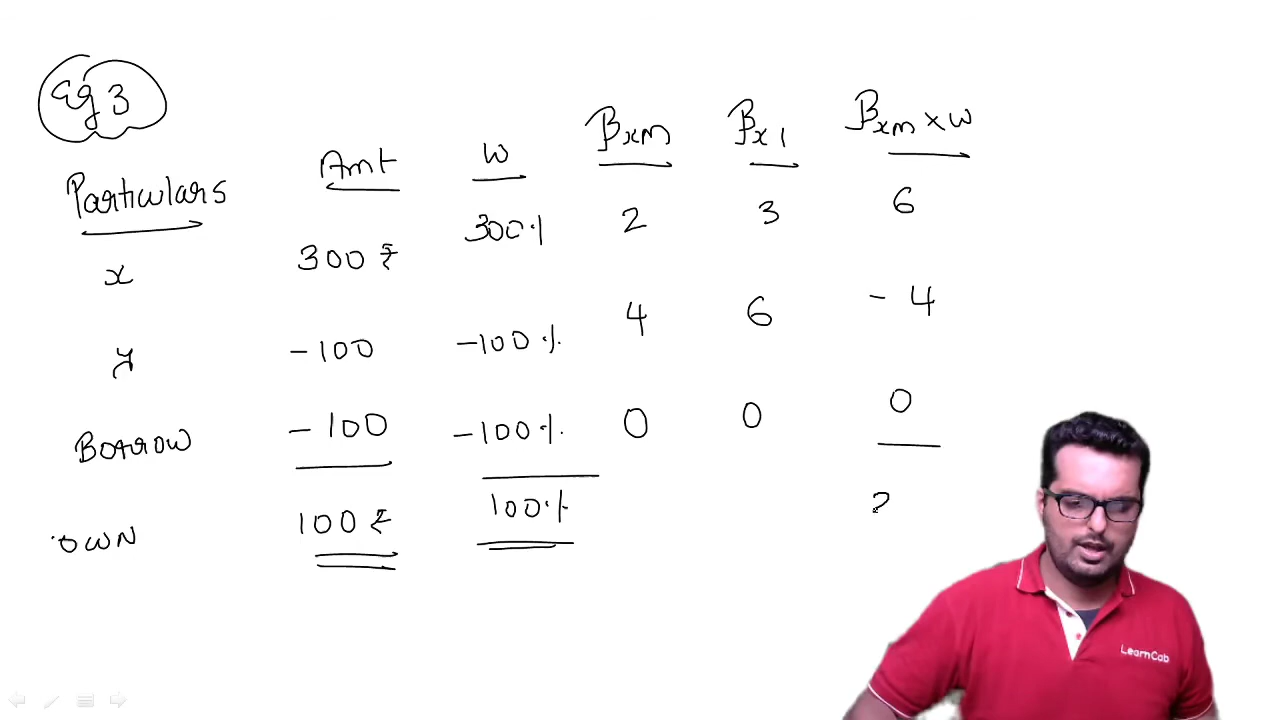 Eg 3
Particulars Amt W βxm βx1 βxm × W
x 300 ₹ 300% 2 3 6
y -100 -100% 4 6 -4
Borrow -100 -100% 0 0 0
OWN 100 ₹ 100% 2
LearnCab